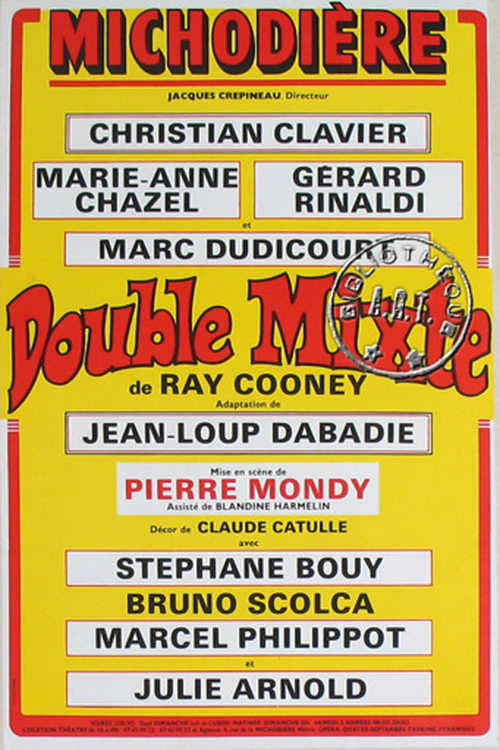 MICHODIÈRE
JACQUES CREPINEAU, Directeur
CHRISTIAN CLAVIER
MARIE-ANNE
CHAZEL
GÉRARD
RINALDI
et
MARC DUDICOURT
BIBLIOTHÈQUE
A.R.T.
Double Mixte
de RAY COONEY
Adaptation de
JEAN-LOUP DABADIE
Mise en scène de
PIERRE MONDY
Assisté de BLANDINE HARMELIN
Décor de CLAUDE CATULLE
avec
STEPHANE BOUY
BRUNO SCOLCA
MARCEL PHILIPPOT
et
JULIE ARNOLD